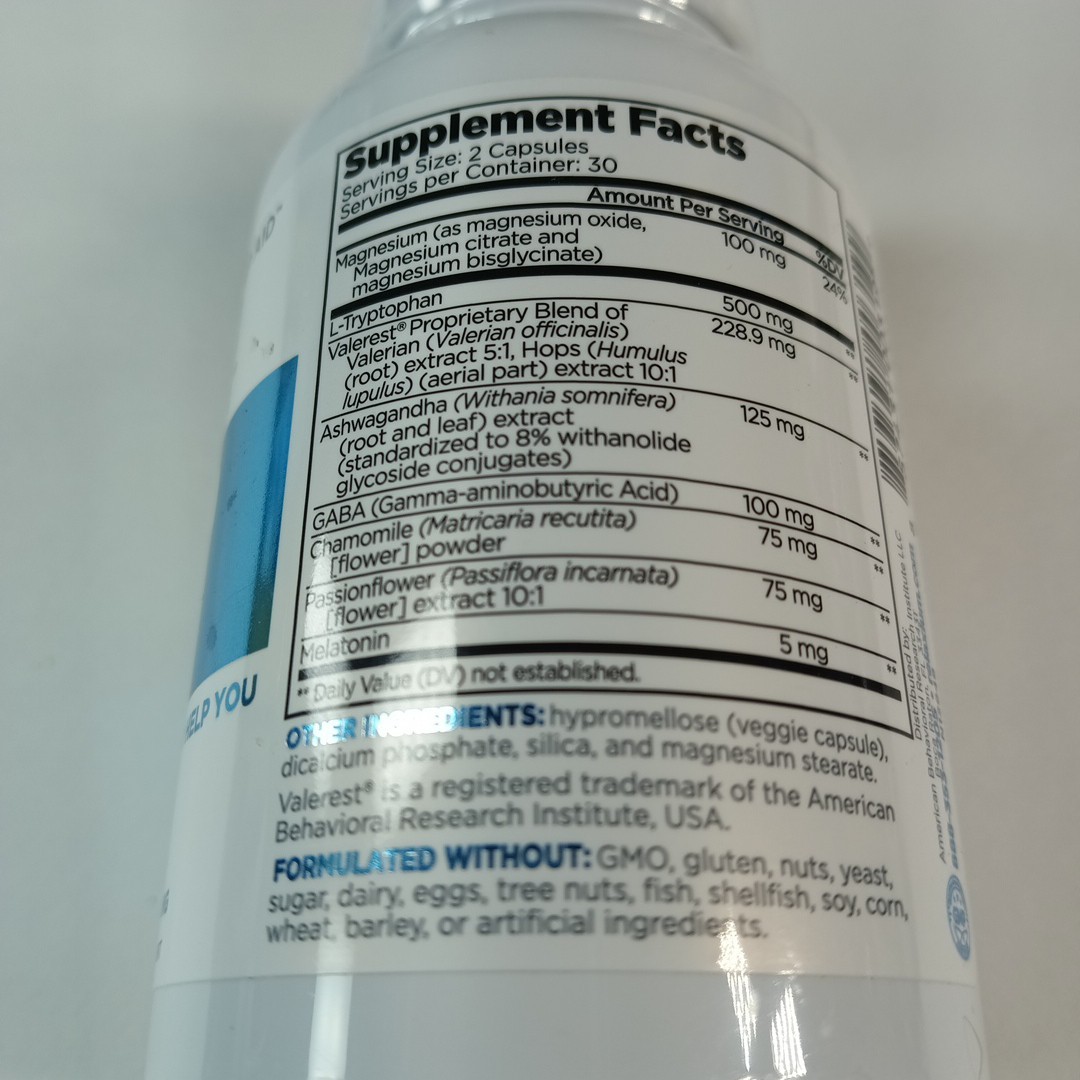 Supplement Facts
Serving Size: 2 Capsules
Servings per Container: 30
Amount Per Serving %DV
Magnesium (as magnesium oxide, 100 mg 24%
Magnesium citrate and
magnesium bisglycinate)
L-Tryptophan 500 mg **
Valerest® Proprietary Blend of 228.9 mg **
Valerian (Valerian officinalis)
(root) extract 5:1, Hops (Humulus
lupulus) (aerial part) extract 10:1
Ashwagandha (Withania somnifera) 125 mg **
(root and leaf) extract
(standardized to 8% withanolide
glycoside conjugates)
GABA (Gamma-aminobutyric Acid) 100 mg **
Chamomile (Matricaria recutita) 75 mg **
[flower] powder
Passionflower (Passiflora incarnata) 75 mg **
[flower] extract 10:1
Melatonin 5 mg **
** Daily Value (DV) not established.
OTHER INGREDIENTS: hypromellose (veggie capsule),
dicalcium phosphate, silica, and magnesium stearate.
Valerest® is a registered trademark of the American
Behavioral Research Institute, USA.
FORMULATED WITHOUT: GMO, gluten, nuts, yeast,
sugar, dairy, eggs, tree nuts, fish, shellfish, soy, corn,
wheat, barley, or artificial ingredients.
HELP YOU
Distributed by:
Research Institute LLC